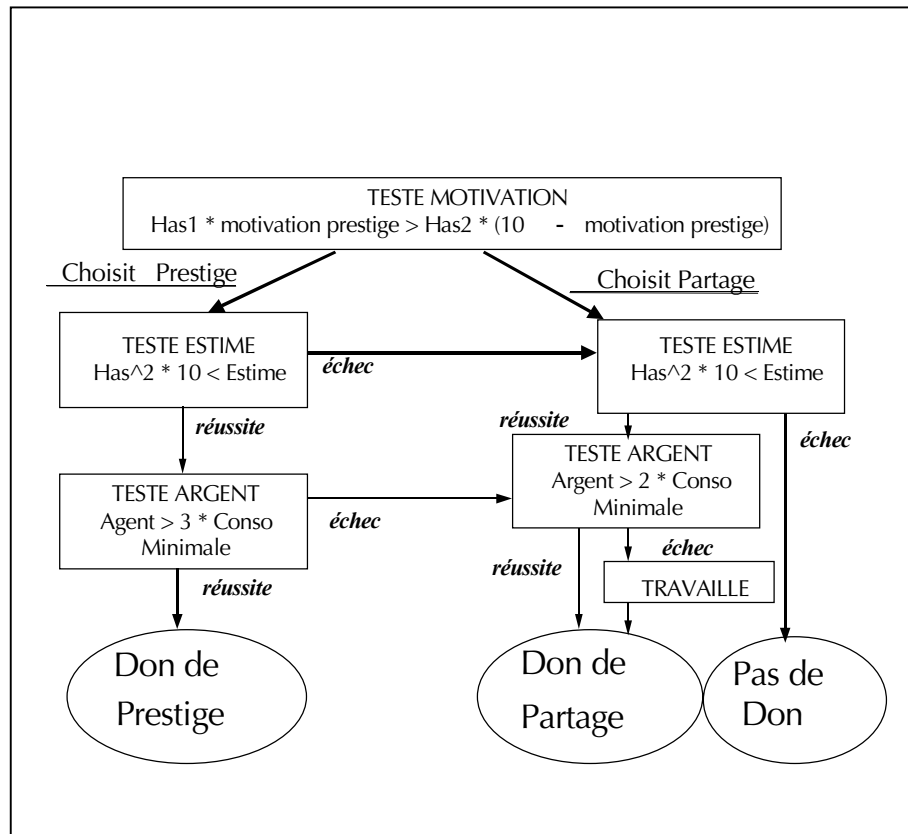 TESTE MOTIVATION
Has1 * motivation prestige > Has2 * (10 - motivation prestige)
Choisit Prestige
Choisit Partage
TESTE ESTIME
Has^2 * 10 < Estime
échec
TESTE ESTIME
Has^2 * 10 < Estime
réussite
réussite
échec
TESTE ARGENT
Agent > 3 * Conso
Minimale
échec
TESTE ARGENT
Argent > 2 * Conso
Minimale
réussite
réussite
échec
TRAVAILLE
Don de
Prestige
Don de
Partage
Pas de
Don